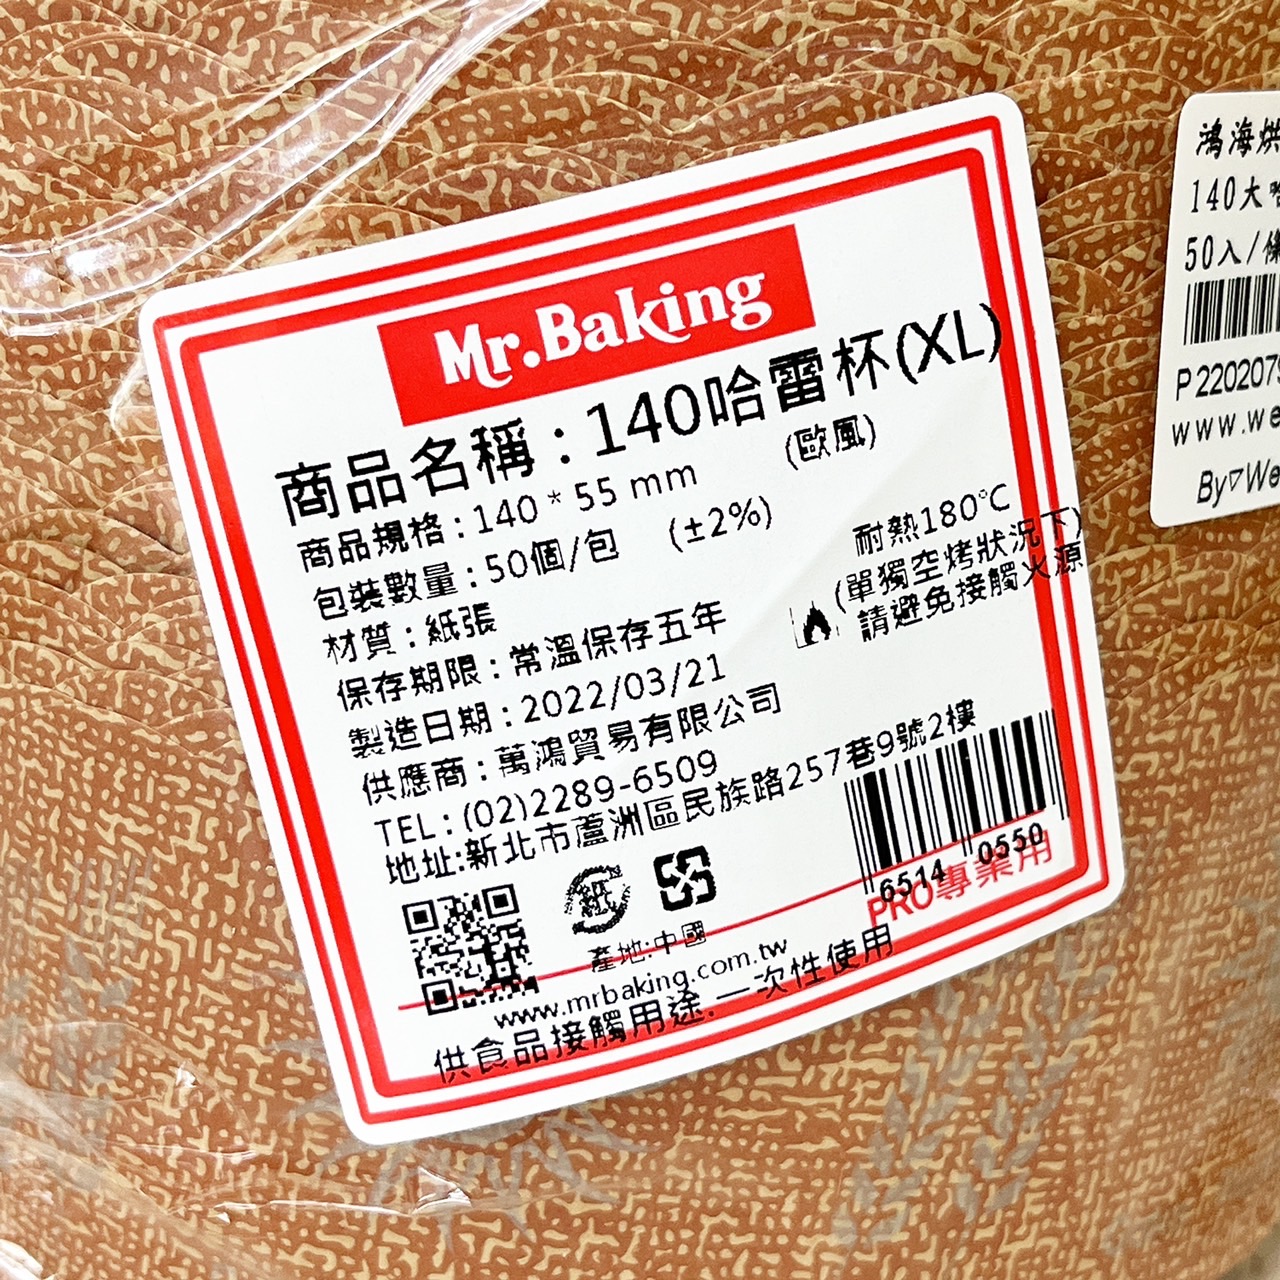 Mr.Baking
商品名稱：140哈雷杯(XL)
(歐風)
商品規格：140 * 55 mm
包裝數量：50個/包 (±2%)
材質：紙張
保存期限：常溫保存五年
製造日期：2022/03/21
供應商：萬鴻貿易有限公司
TEL：(02)2289-6509
地址:新北市蘆洲區民族路257巷9號2樓
耐熱180°C
(單獨空烤狀況下)
請避免接觸火源
6514 0550
PRO專業用
紙
產地:中國
www.mrbaking.com.tw
供食品接觸用途.一次性使用
鴻海烘
140大哈
50入/條
P220207
www.we
By▽We